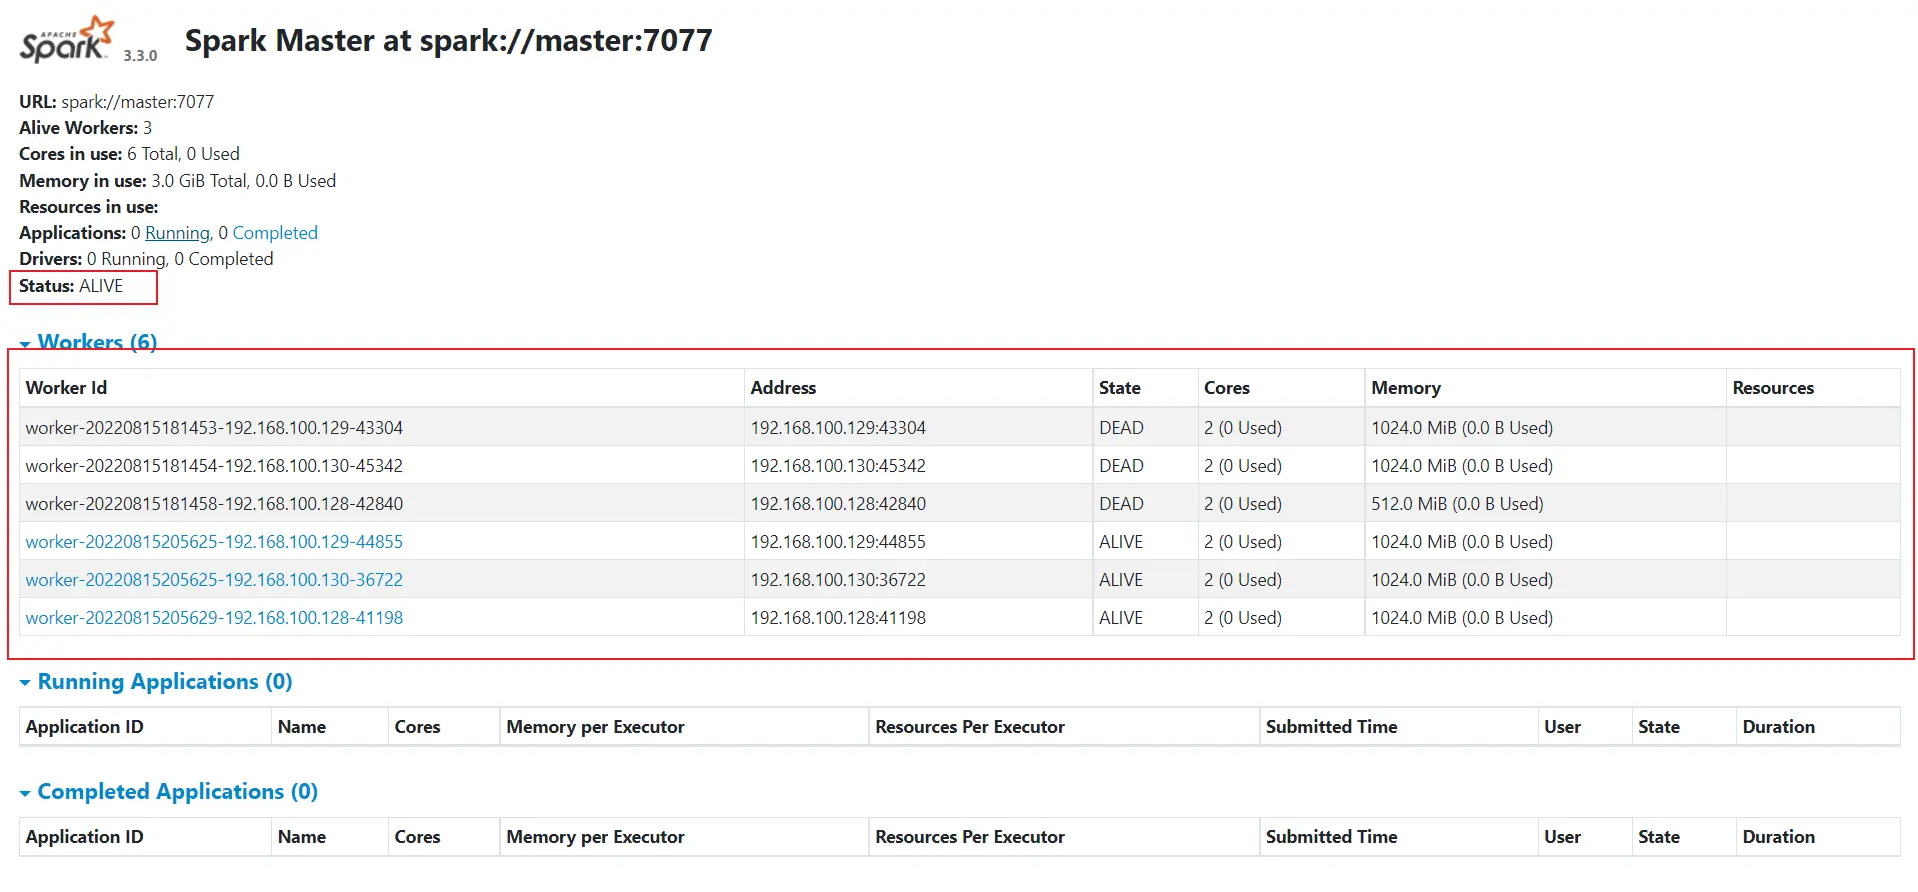 APACHE
Spark 3.3.0 Spark Master at spark://master:7077
URL: spark://master:7077
Alive Workers: 3
Cores in use: 6 Total, 0 Used
Memory in use: 3.0 GiB Total, 0.0 B Used
Resources in use:
Applications: 0 Running, 0 Completed
Drivers: 0 Running, 0 Completed
Status: ALIVE
Workers (6)
Worker Id Address State Cores Memory Resources
worker-20220815181453-192.168.100.129-43304 192.168.100.129:43304 DEAD 2 (0 Used) 1024.0 MiB (0.0 B Used)
worker-20220815181454-192.168.100.130-45342 192.168.100.130:45342 DEAD 2 (0 Used) 1024.0 MiB (0.0 B Used)
worker-20220815181458-192.168.100.128-42840 192.168.100.128:42840 DEAD 2 (0 Used) 512.0 MiB (0.0 B Used)
worker-20220815205625-192.168.100.129-44855 192.168.100.129:44855 ALIVE 2 (0 Used) 1024.0 MiB (0.0 B Used)
worker-20220815205625-192.168.100.130-36722 192.168.100.130:36722 ALIVE 2 (0 Used) 1024.0 MiB (0.0 B Used)
worker-20220815205629-192.168.100.128-41198 192.168.100.128:41198 ALIVE 2 (0 Used) 1024.0 MiB (0.0 B Used)
Running Applications (0)
Application ID Name Cores Memory per Executor Resources Per Executor Submitted Time User State Duration
Completed Applications (0)
Application ID Name Cores Memory per Executor Resources Per Executor Submitted Time User State Duration